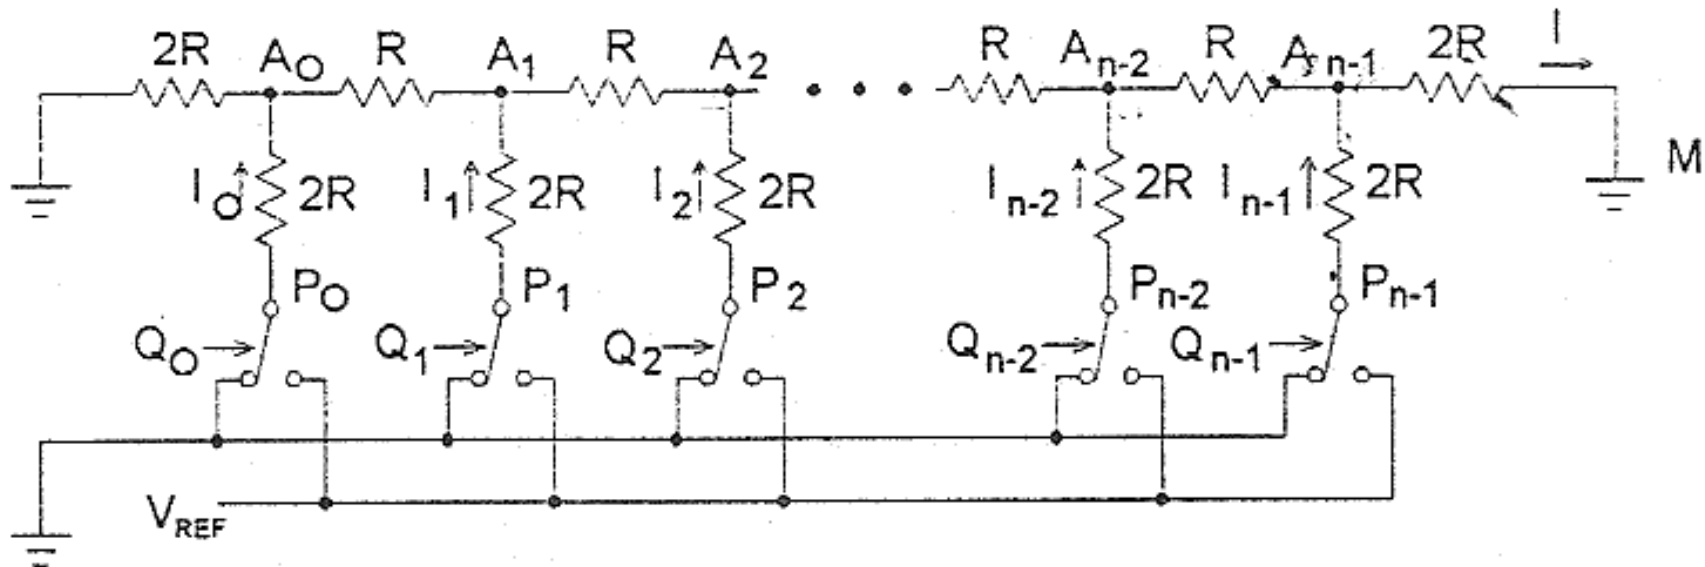 2R A0 R A1 R A2 R An-2 R An-1 2R I
I0 2R I1 2R I2 2R In-2 2R In-1 2R M
P0 P1 P2 Pn-2 Pn-1
Q0 Q1 Q2 Qn-2 Qn-1
VREF